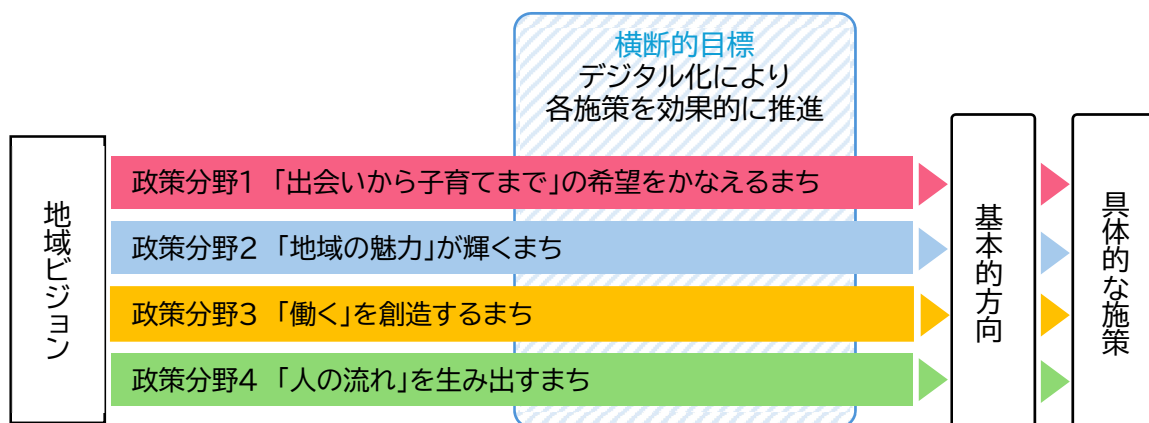 横断的目標
デジタル化により
各施策を効果的に推進
地域ビジョン
政策分野1 「出会いから子育てまで」の希望をかなえるまち
政策分野2 「地域の魅力」が輝くまち
政策分野3 「働く」を創造するまち
政策分野4 「人の流れ」を生み出すまち
基本的方向
具体的な施策